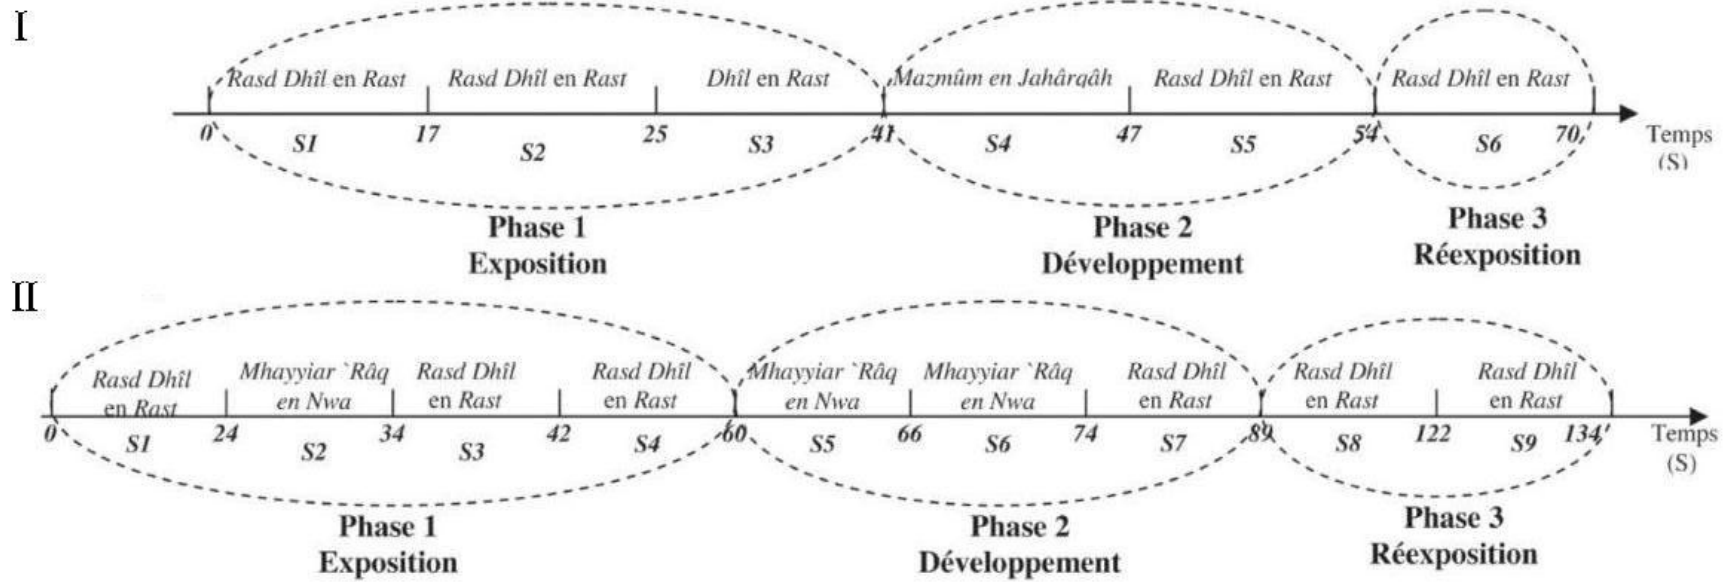 I
Rasd Dhîl en Rast Rasd Dhîl en Rast Dhîl en Rast Mazmûm en Jahârqâh Rasd Dhîl en Rast Rasd Dhîl en Rast
0 17 25 41 47 54 70 Temps
S1 S2 S3 S4 S5 S6 (S)
Phase 1 Phase 2 Phase 3
Exposition Développement Réexposition
II
Rasd Dhîl Mhayyiar `Râq Rasd Dhîl Rasd Dhîl Mhayyiar `Râq Mhayyiar `Râq Rasd Dhîl Rasd Dhîl Rasd Dhîl
en Rast en Nwa en Rast en Rast en Nwa en Nwa en Rast en Rast en Rast
0 24 34 42 60 66 74 89 122 134 Temps
S1 S2 S3 S4 S5 S6 S7 S8 S9 (S)
Phase 1 Phase 2 Phase 3
Exposition Développement Réexposition